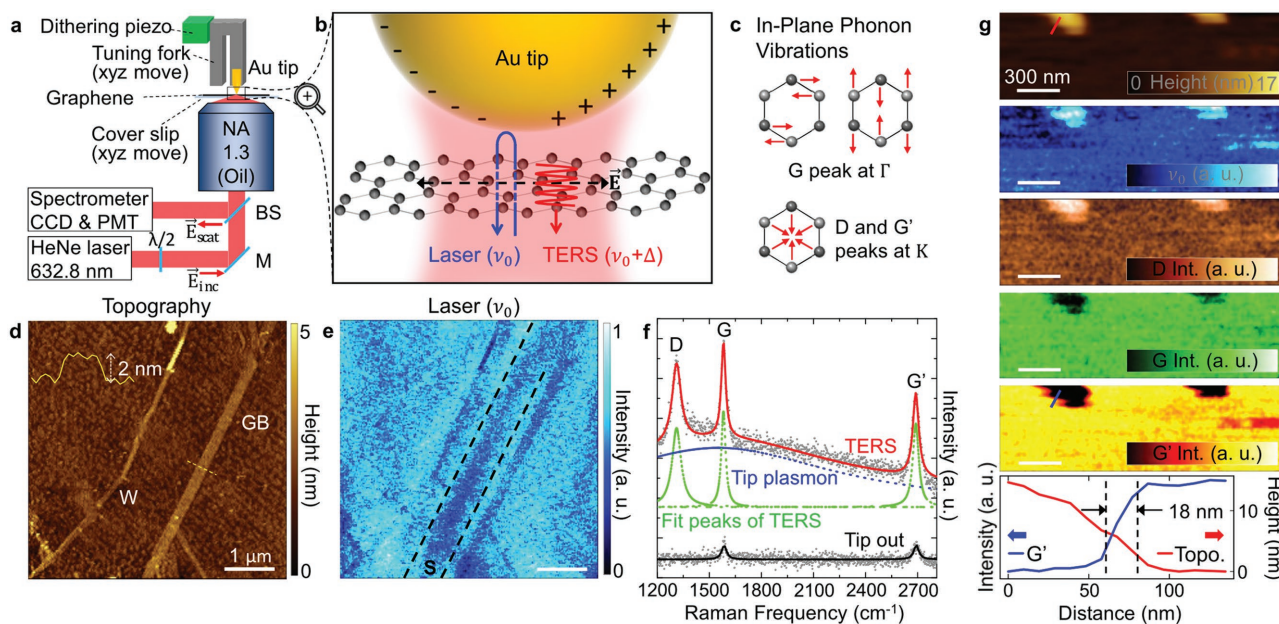 a
Dithering piezo
Tuning fork
(xyz move)
Au tip
Graphene
Cover slip
(xyz move)
NA
1.3
(Oil)
Spectrometer
CCD & PMT
BS
E⃗scat
λ/2
HeNe laser
632.8 nm
M
E⃗inc
b
Au tip
E⃗
Laser (ν0)
TERS (ν0+Δ)
c
In-Plane Phonon
Vibrations
G peak at Γ
D and G'
peaks at K
d
Topography
2 nm
GB
W
1 μm
5
0
Height (nm)
e
Laser (ν0)
S
1
0
Intensity (a. u.)
f
D
G
G'
TERS
Tip plasmon
Fit peaks of TERS
Tip out
Intensity (a. u.)
1200 1500 1800 2100 2400 2700
Raman Frequency (cm-1)
g
300 nm
0 Height (nm) 17
ν0 (a. u.)
D Int. (a. u.)
G Int. (a. u.)
G' Int. (a. u.)
Intensity (a. u.)
18 nm
G'
Topo.
10
0
Height (nm)
0 50 100
Distance (nm)